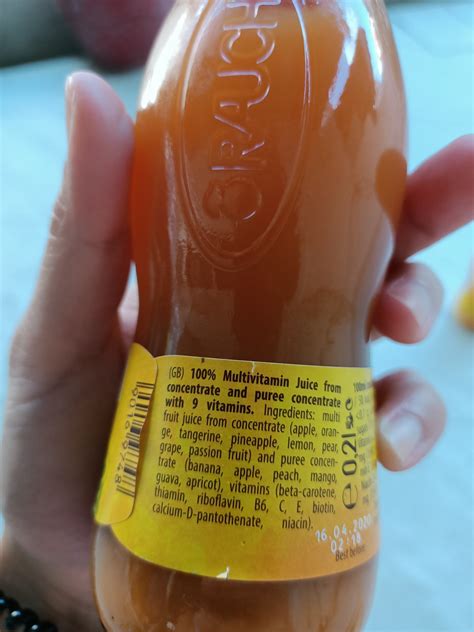 RAUCH
(GB) 100% Multivitamin Juice from
concentrate and puree concentrate
with 9 vitamins. Ingredients: multi
fruit juice from concentrate (apple, oran-
ge, tangerine, pineapple, lemon, pear,
grape, passion fruit) and puree concen-
trate (banana, apple, peach, mango,
guava, apricot), vitamins (beta-carotene,
thiamin, riboflavin, B6, C, E, biotin,
calcium-D-pantothenate, niacin).
e 0,2l
16.04.2020
02:18
Best before